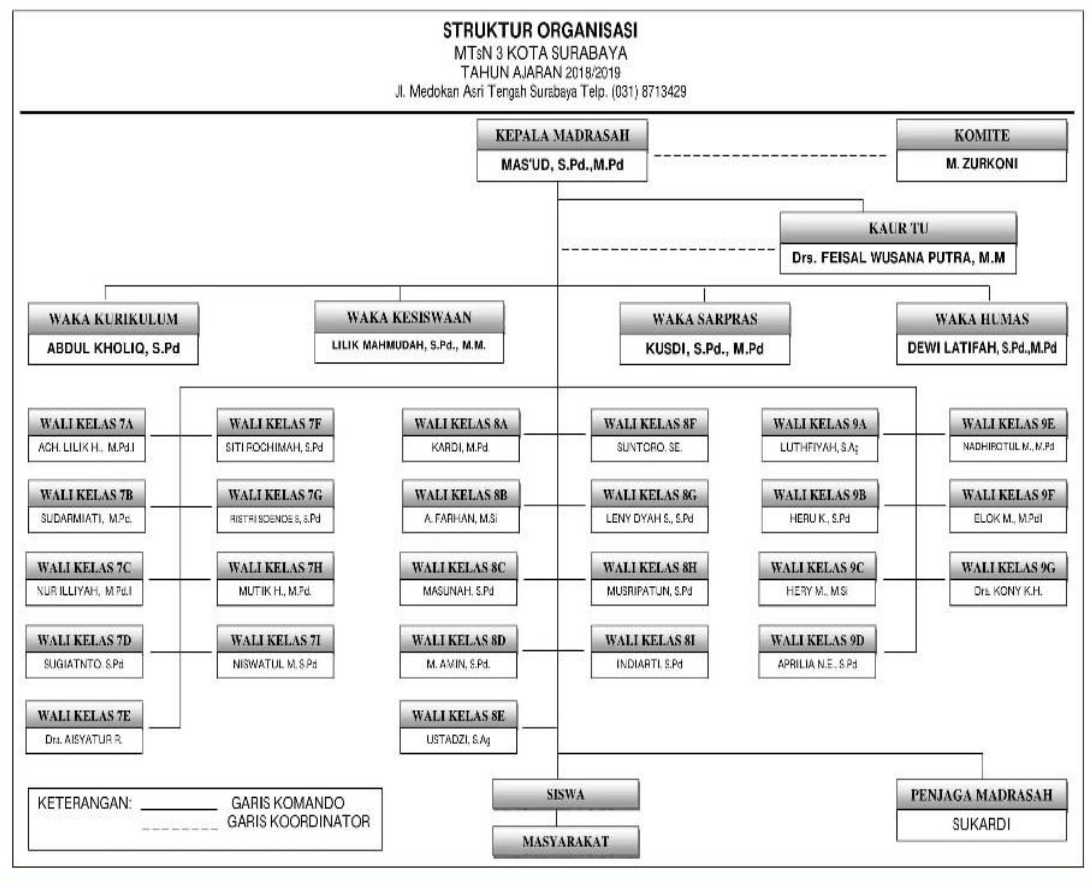 STRUKTUR ORGANISASI
MTsN 3 KOTA SURABAYA
TAHUN AJARAN 2018/2019
Jl. Medokan Asri Tengah Surabaya Telp. (031) 8713429
KEPALA MADRASAH
MAS'UD, S.Pd.,M.Pd
KOMITE
M. ZURKONI
KAUR TU
Drs. FEISAL WUSANA PUTRA, M.M
WAKA KURIKULUM
ABDUL KHOLIQ, S.Pd
WAKA KESISWAAN
LILIK MAHMUDAH, S.Pd., M.M.
WAKA SARPRAS
KUSDI, S.Pd., M.Pd
WAKA HUMAS
DEWI LATIFAH, S.Pd.,M.Pd
WALI KELAS 7A
ACH. LILIK H., M.Pd.I
WALI KELAS 7F
SITI ROCHIMAH, S.Pd
WALI KELAS 8A
KARDI, M.Pd.
WALI KELAS 8F
SUNTORO, SE.
WALI KELAS 9A
LUTHFIYAH, S.Ag
WALI KELAS 9E
NADHIROTUL M., M.Pd
WALI KELAS 7B
SUDARMIATI, M.Pd.
WALI KELAS 7G
RISTRI SOENOE S, S.Pd
WALI KELAS 8B
A. FARHAN, M.Si
WALI KELAS 8G
LENY DYAH S., S.Pd
WALI KELAS 9B
HERU K., S.Pd
WALI KELAS 9F
ELOK M., M.PdI
WALI KELAS 7C
NUR ILLIYAH, M.Pd.I
WALI KELAS 7H
MUTIK H., M.Pd.
WALI KELAS 8C
MASUNAH, S.Pd
WALI KELAS 8H
MUSRIPATUN, S.Pd
WALI KELAS 9C
HERY M., M.Si
WALI KELAS 9G
Drs. KONY K.H.
WALI KELAS 7D
SUGIATNTO, S.Pd
WALI KELAS 7I
NISWATUL M, S.Pd
WALI KELAS 8D
M. AMIN, S.Pd.
WALI KELAS 8I
INDIARTI, S.Pd
WALI KELAS 9D
APRILIA N.E., S.Pd
WALI KELAS 7E
Dra. AISYATUR R.
WALI KELAS 8E
USTADZI, S.Ag
KETERANGAN: GARIS KOMANDO
GARIS KOORDINATOR
SISWA
MASYARAKAT
PENJAGA MADRASAH
SUKARDI